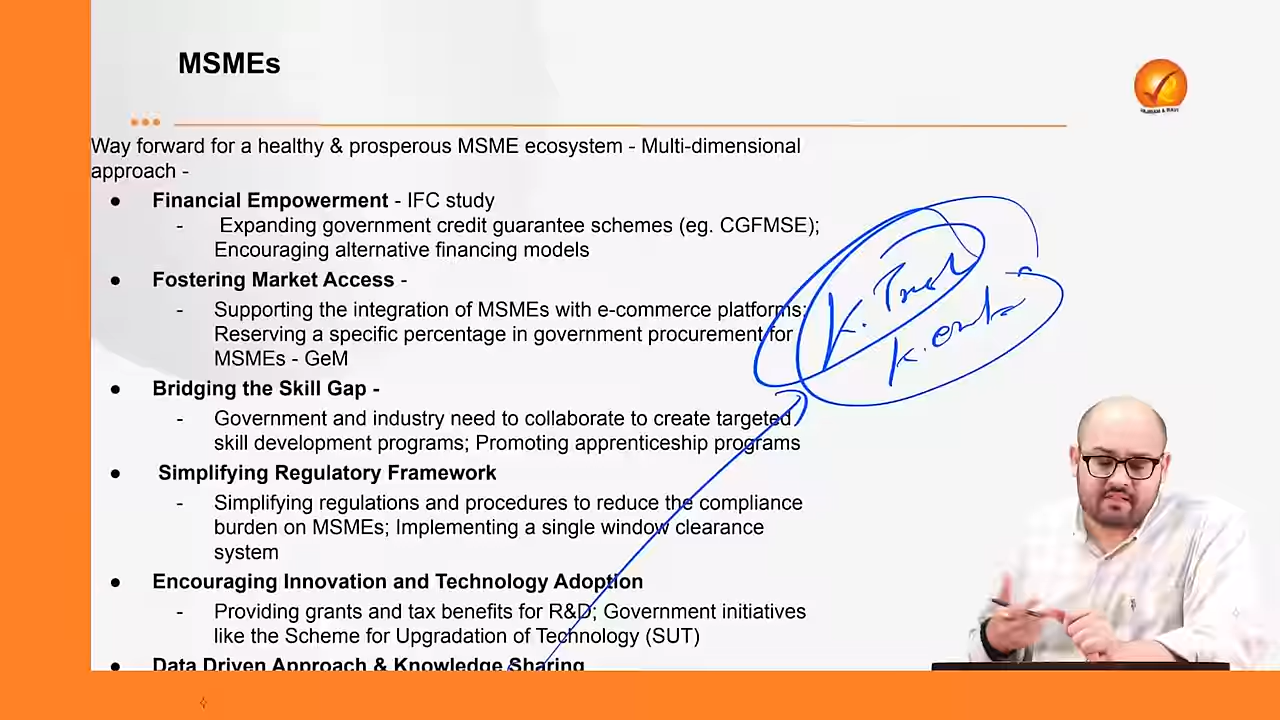 MSMEs
VAJIRAM & RAVI
Way forward for a healthy & prosperous MSME ecosystem - Multi-dimensional
approach -
● Financial Empowerment - IFC study
- Expanding government credit guarantee schemes (eg. CGFMSE);
Encouraging alternative financing models
● Fostering Market Access -
- Supporting the integration of MSMEs with e-commerce platforms;
Reserving a specific percentage in government procurement for
MSMEs - GeM
● Bridging the Skill Gap -
- Government and industry need to collaborate to create targeted
skill development programs; Promoting apprenticeship programs
● Simplifying Regulatory Framework
- Simplifying regulations and procedures to reduce the compliance
burden on MSMEs; Implementing a single window clearance
system
● Encouraging Innovation and Technology Adoption
- Providing grants and tax benefits for R&D; Government initiatives
like the Scheme for Upgradation of Technology (SUT)
● Data Driven Approach & Knowledge Sharing